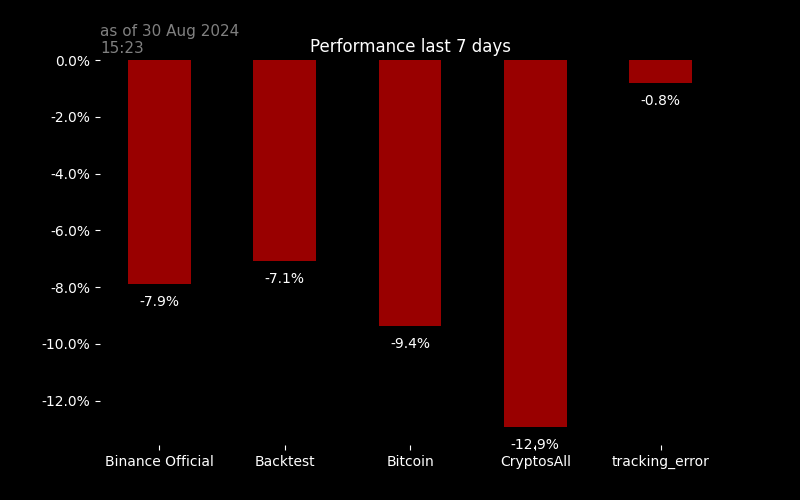 as of 30 Aug 2024
15:23
Performance last 7 days
0.0%
-2.0%
-4.0%
-6.0%
-8.0%
-10.0%
-12.0%
-7.9%
-7.1%
-9.4%
-12.9%
-0.8%
Binance Official
Backtest
Bitcoin
CryptosAll
tracking_error